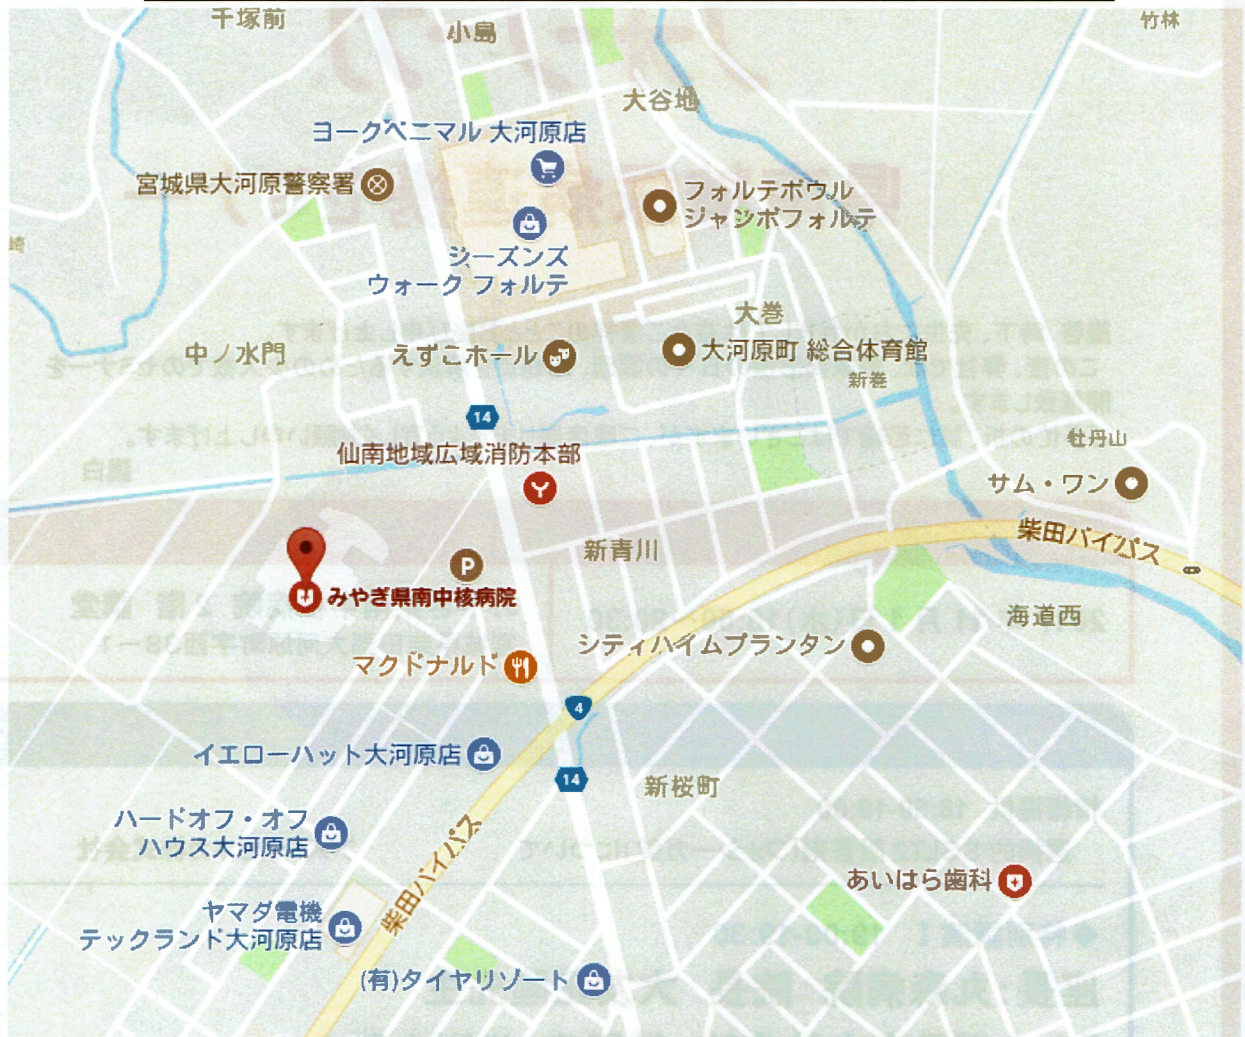 千塚前
小島
竹林
大谷地
ヨークベニマル 大河原店
宮城県大河原警察署
フォルテボウル
ジャンボフォルテ
崎
シーズンズ
ウォーク フォルテ
大巻
中ノ水門
えずこホール
大河原町 総合体育館
新巻
14
仙南地域広域消防本部
牡丹山
サム・ワン
柴田バイパス
新青川
P
みやぎ県南中核病院
海道西
シティハイムプランタン
マクドナルド
4
イエローハット大河原店
14
新桜町
ハードオフ・オフ
ハウス大河原店
柴田バイパス
あいはら歯科
ヤマダ電機
テックランド大河原店
(有)タイヤリゾート